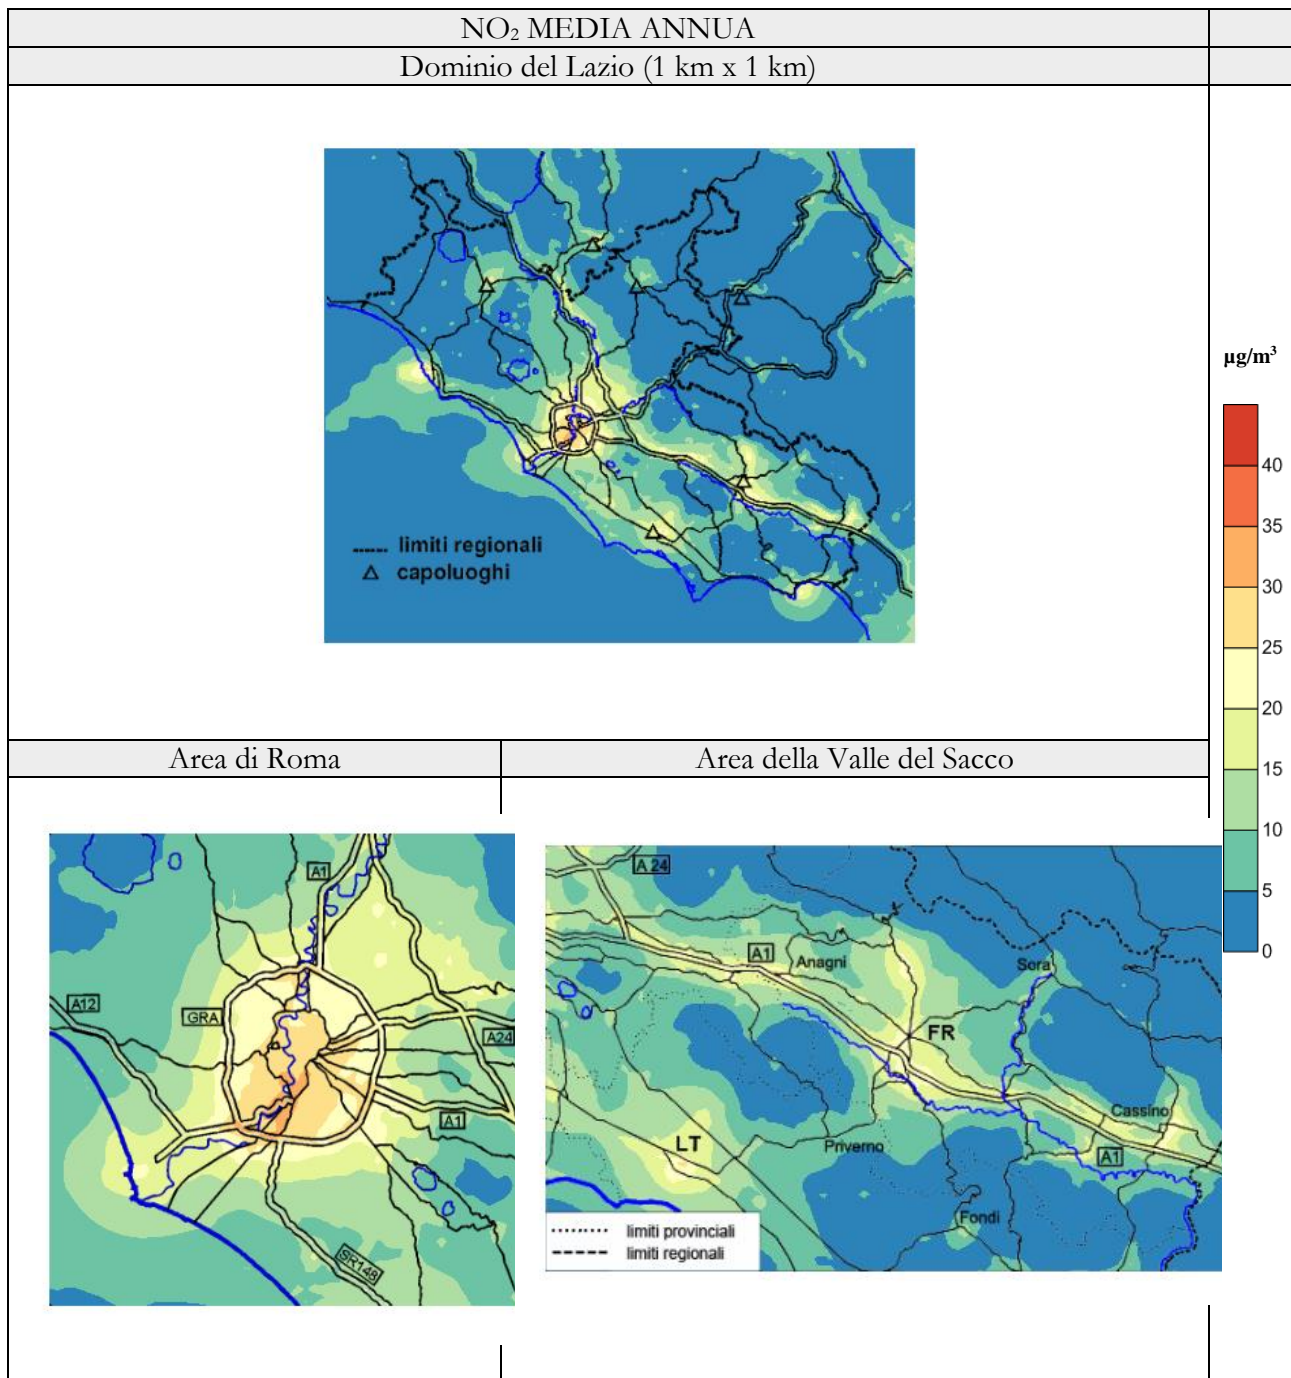 NO₂ MEDIA ANNUA
Dominio del Lazio (1 km x 1 km)
limiti regionali
capoluoghi
µg/m³
40
35
30
25
20
15
10
5
0
Area di Roma
Area della Valle del Sacco
A1
A12
GRA
A24
A1
SR148
A 24
A1
Anagni
Sora
FR
Cassino
LT
Priverno
A1
Fondi
limiti provinciali
limiti regionali